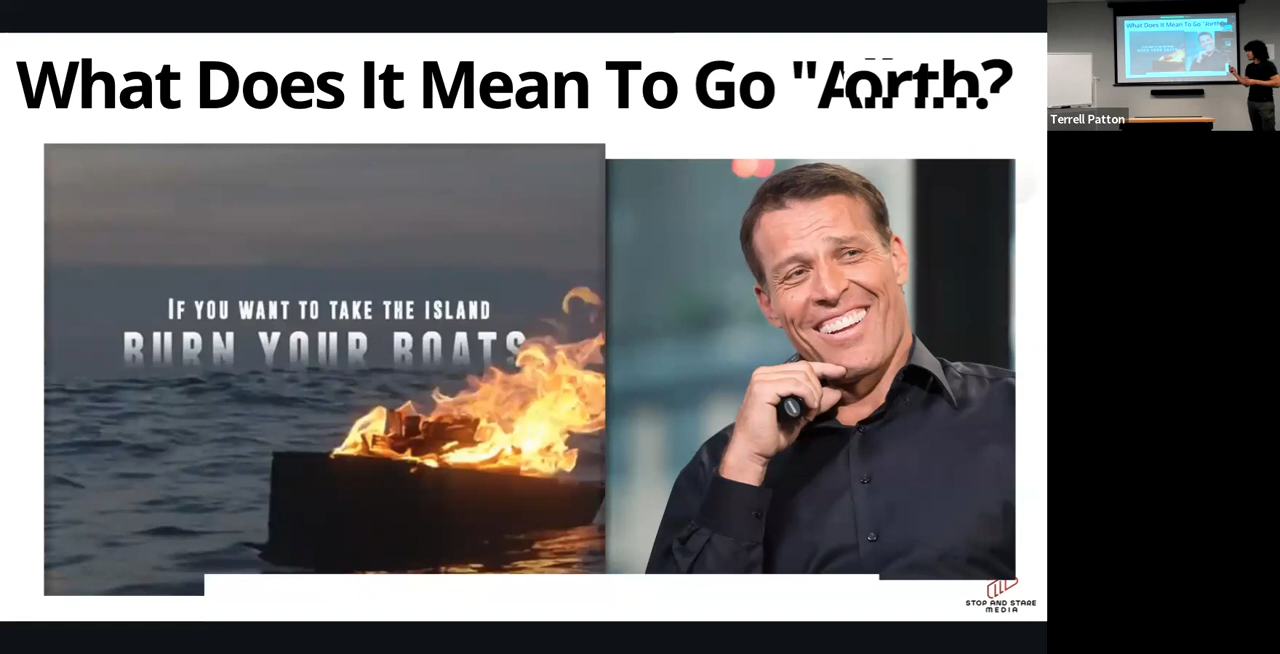 What Does It Mean To Go "
IF YOU WANT TO TAKE THE ISLAND
BURN YOUR BOATS
STOP AND STARE
MEDIA
Terrell Patton